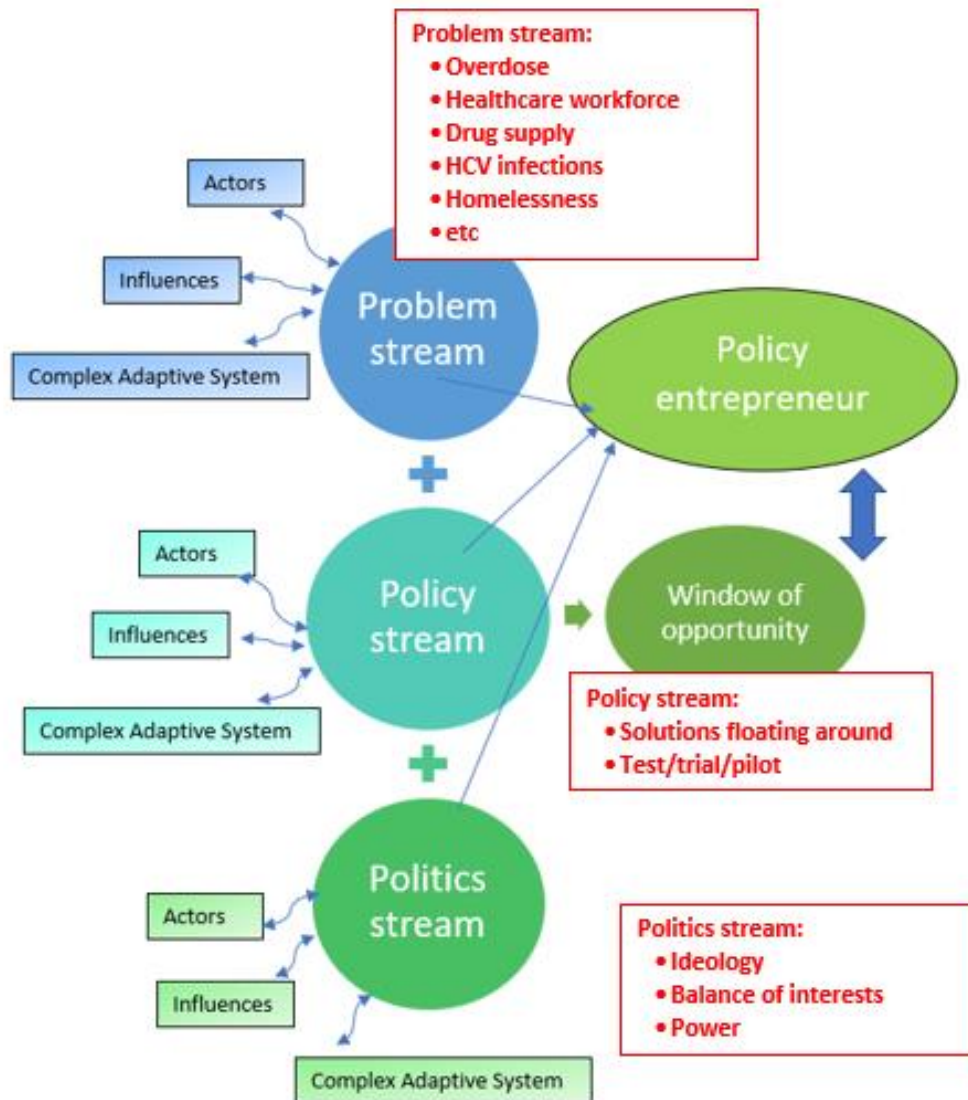 Problem stream:
• Overdose
• Healthcare workforce
• Drug supply
• HCV infections
• Homelessness
• etc
Actors
Influences
Complex Adaptive System
Problem
stream
Policy
entrepreneur
Actors
Influences
Complex Adaptive System
Policy
stream
Window of
opportunity
Policy stream:
• Solutions floating around
• Test/trial/pilot
Actors
Influences
Complex Adaptive System
Politics
stream
Politics stream:
• Ideology
• Balance of interests
• Power